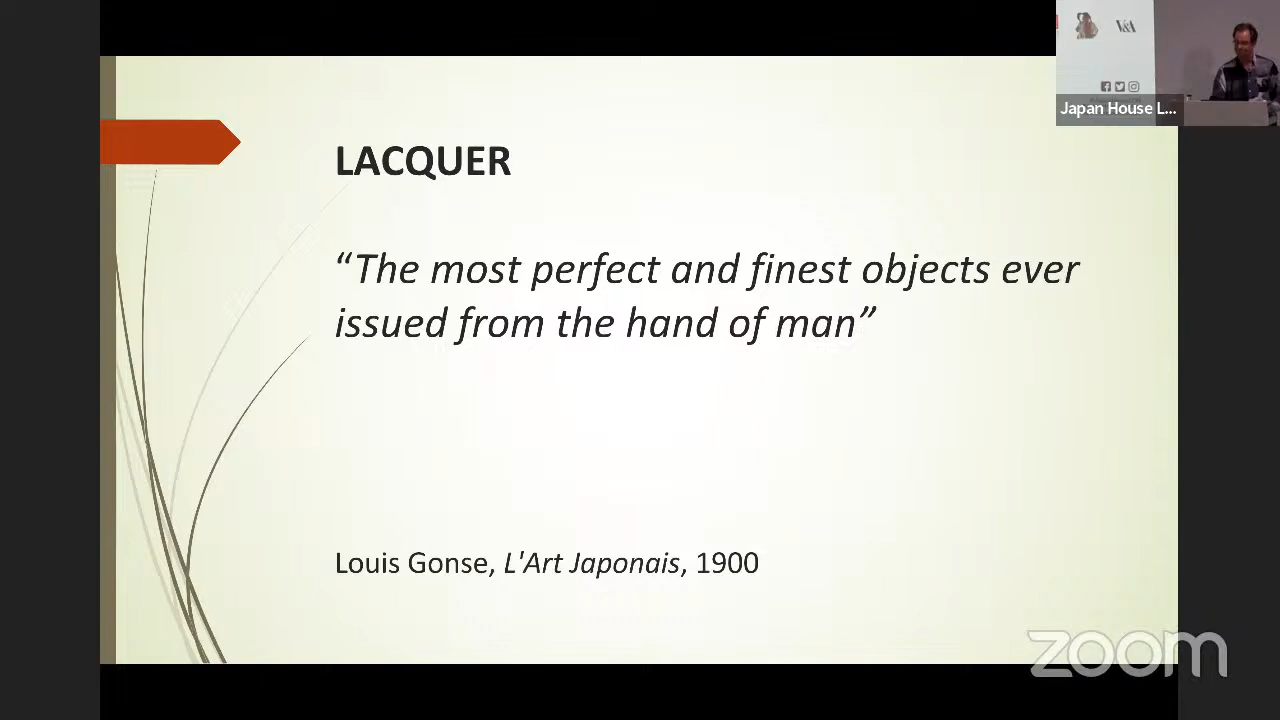 V&A
Japan House L...
LACQUER
“The most perfect and finest objects ever
issued from the hand of man”
Louis Gonse, L'Art Japonais, 1900
zoom